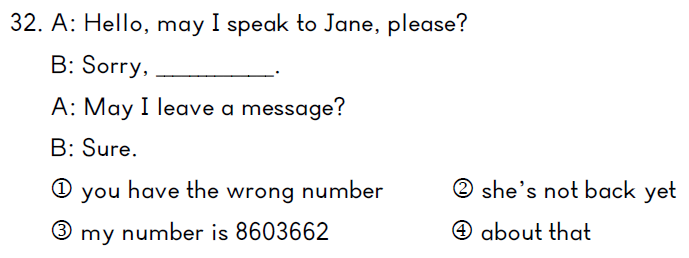 32. A: Hello, may I speak to Jane, please?
B: Sorry, ___________.
A: May I leave a message?
B: Sure.
① you have the wrong number ② she's not back yet
③ my number is 8603662 ④ about that